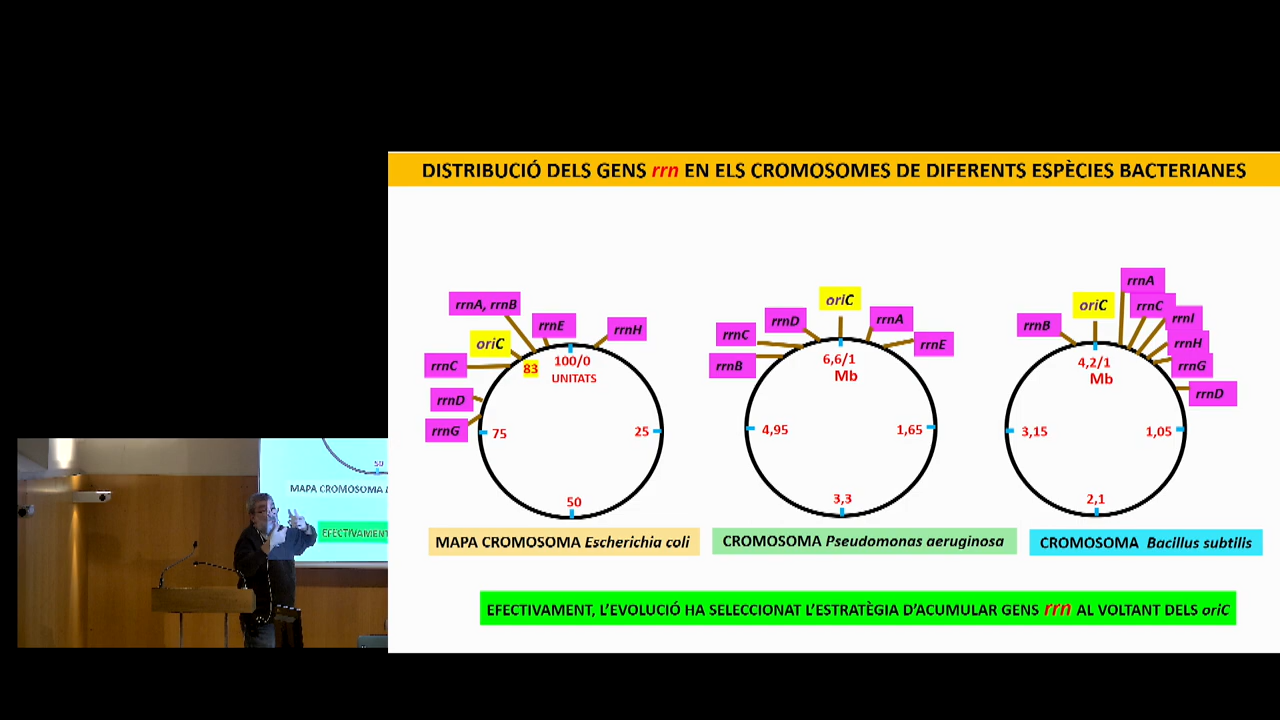 DISTRIBUCIÓ DELS GENS rrn EN ELS CROMOSOMES DE DIFERENTS ESPÈCIES BACTERIANES
rrnA, rrnB
rrnE
rrnH
oriC
rrnC
83
100/0
UNITATS
rrnD
rrnG
75
25
50
MAPA CROMOSOMA Escherichia coli
oriC
rrnD
rrnA
rrnC
rrnE
rrnB
6,6/1
Mb
4,95
1,65
3,3
CROMOSOMA Pseudomonas aeruginosa
rrnA
oriC
rrnC
rrnI
rrnB
rrnH
rrnG
rrnD
4,2/1
Mb
3,15
1,05
2,1
CROMOSOMA Bacillus subtilis
EFECTIVAMENT, L'EVOLUCIÓ HA SELECCIONAT L'ESTRATÈGIA D'ACUMULAR GENS rrn AL VOLTANT DELS oriC
50
MAPA CROMOSOMA
EFECTIVAMENT